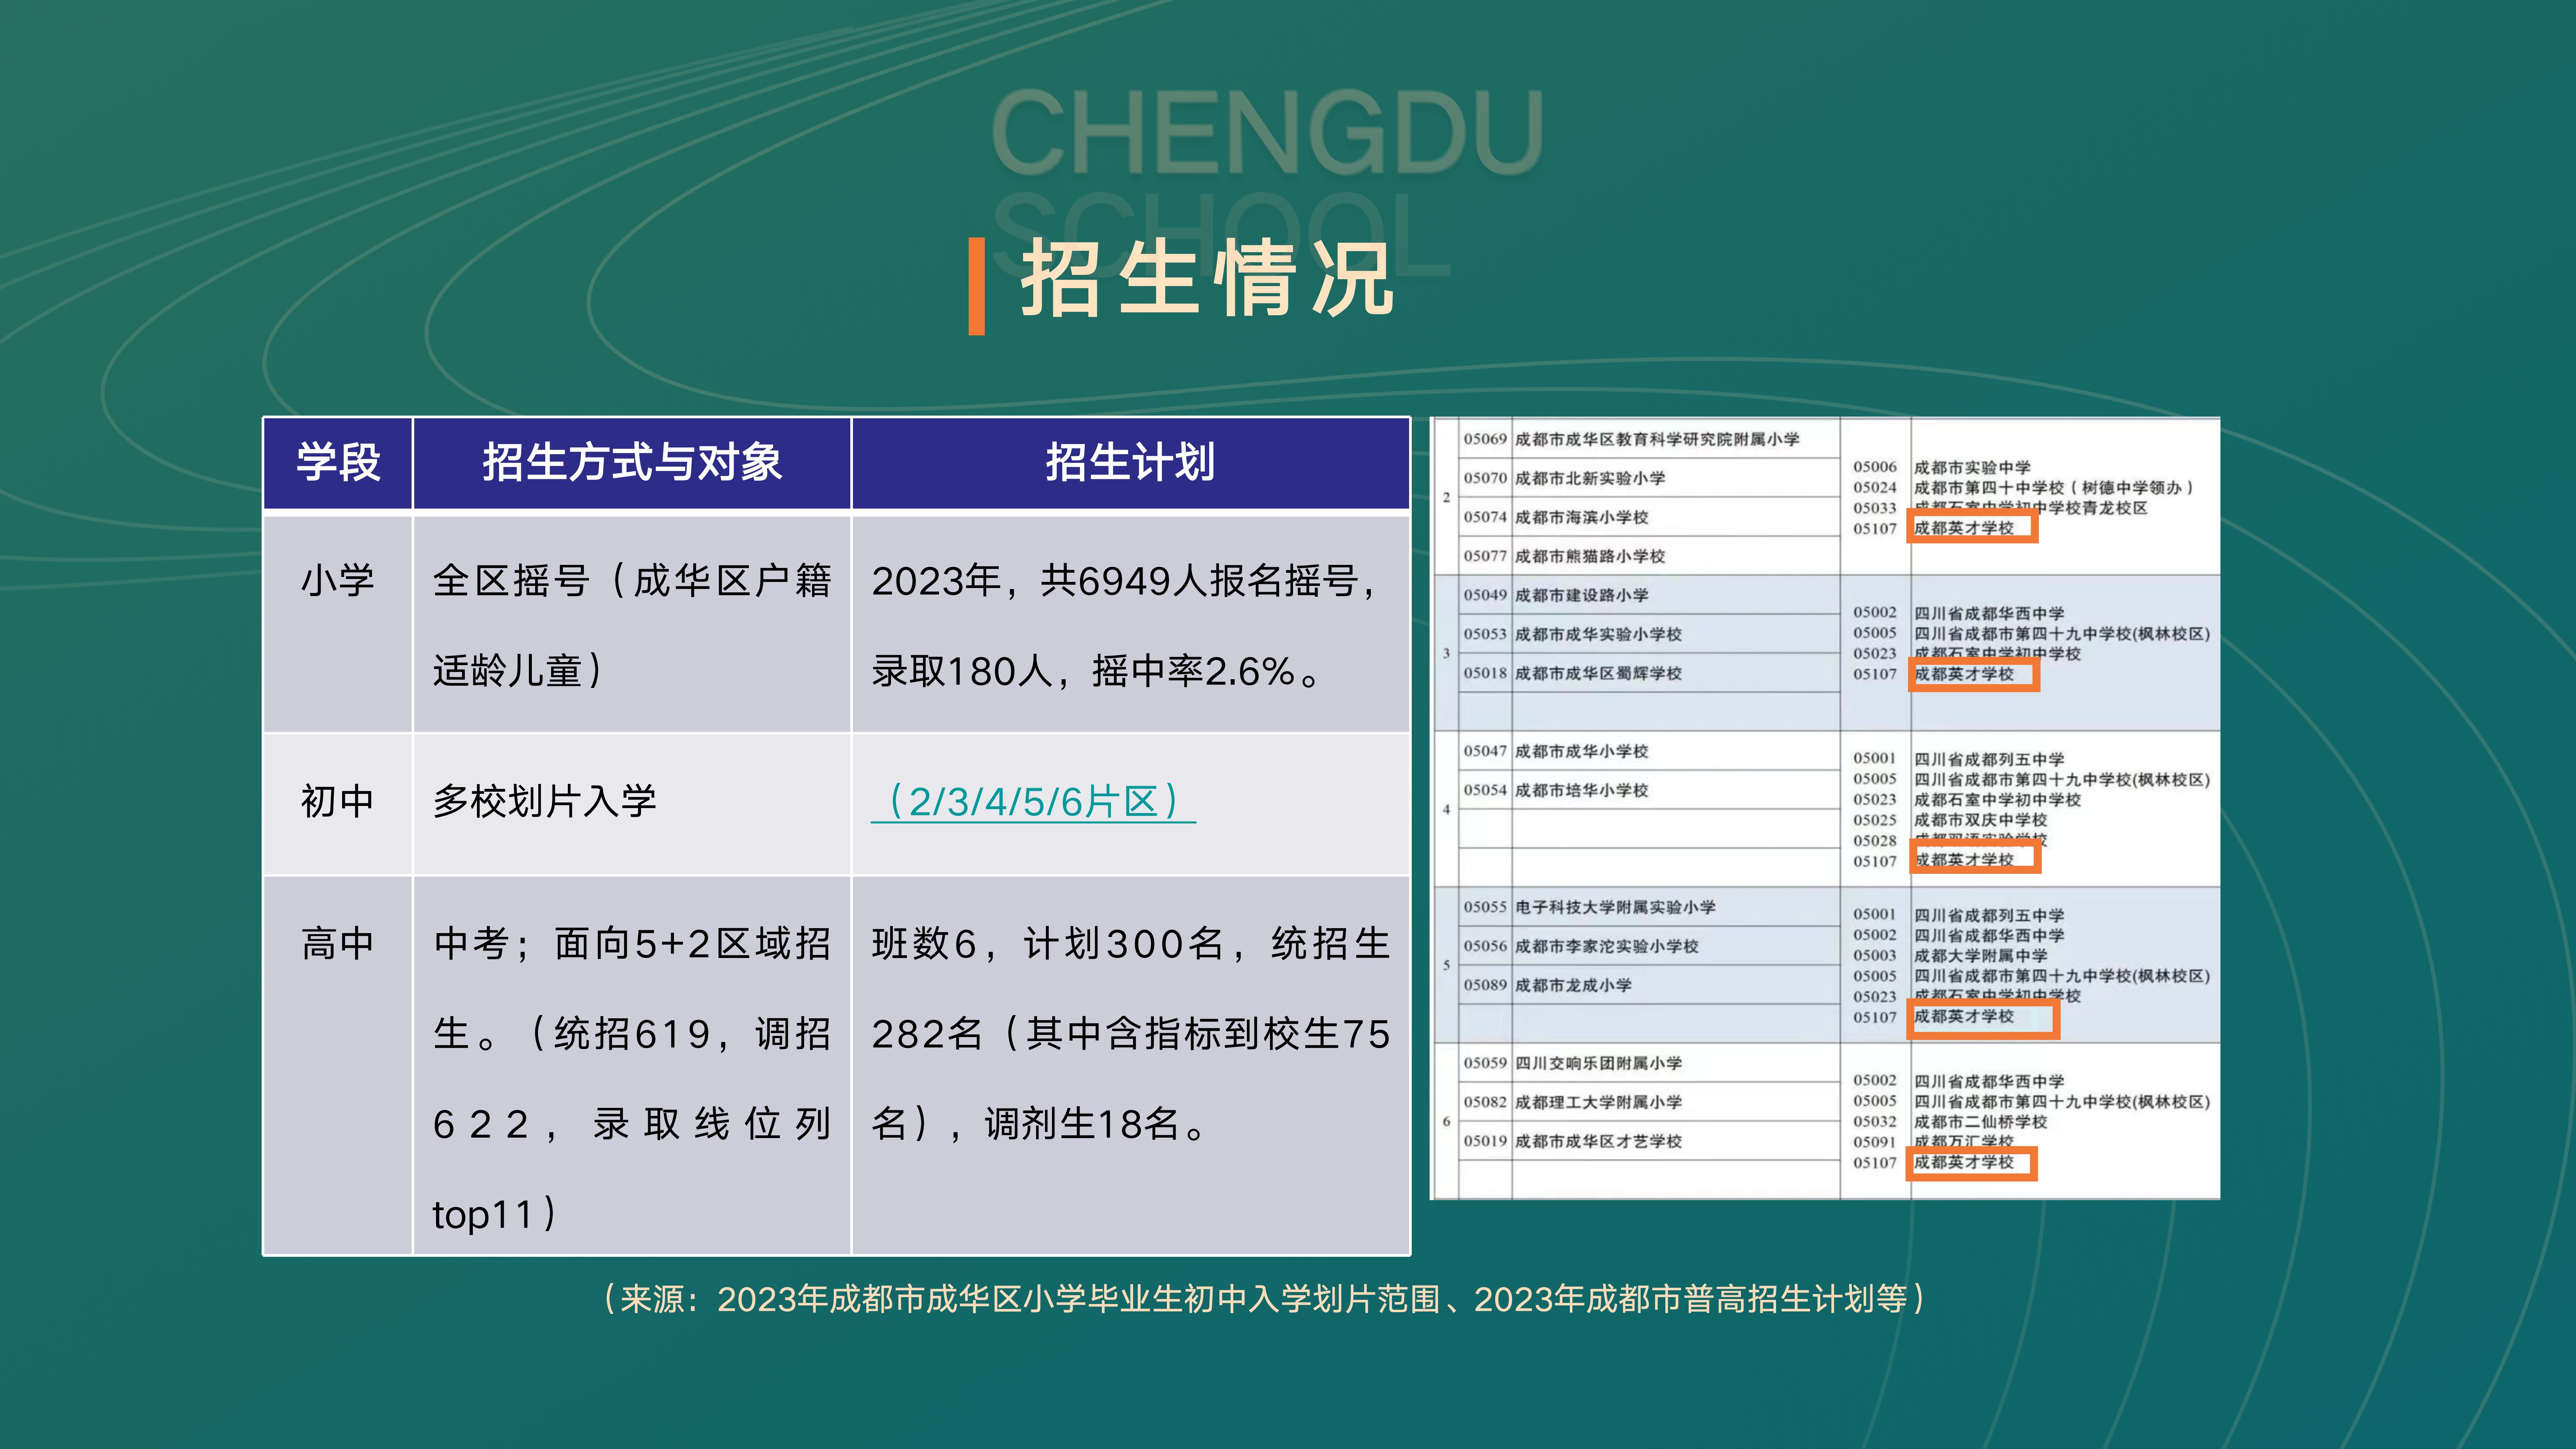 CHENGDU
SCHOOL
招生情况
学段 招生方式与对象 招生计划
小学
全区摇号（成华区户籍
适龄儿童）
2023年，共6949人报名摇号，
录取180人，摇中率2.6%。
初中
多校划片入学
（2/3/4/5/6片区）
高中
中考；面向5+2区域招
生。（统招619，调招
622，录取线位列
top11）
班数6，计划300名，统招生
282名（其中含指标到校生75
名），调剂生18名。
2
05069 成都市成华区教育科学研究院附属小学
05070 成都市北新实验小学
05074 成都市海滨小学校
05077 成都市熊猫路小学校
05006 成都市实验中学
05024 成都市第四十中学校（树德中学领办）
05033 成都石室中学初中学校青龙校区
05107 成都英才学校
3
05049 成都市建设路小学
05053 成都市成华实验小学校
05018 成都市成华区蜀辉学校
05002 四川省成都华西中学
05005 四川省成都市第四十九中学校(枫林校区)
05023 成都石室中学初中学校
05107 成都英才学校
4
05047 成都市成华小学校
05054 成都市培华小学校
05001 四川省成都列五中学
05005 四川省成都市第四十九中学校(枫林校区)
05023 成都石室中学初中学校
05025 成都市双庆中学校
05028 成都双语实验学校
05107 成都英才学校
5
05055 电子科技大学附属实验小学
05056 成都市李家沱实验小学校
05089 成都市龙成小学
05001 四川省成都列五中学
05002 四川省成都华西中学
05003 成都大学附属中学
05005 四川省成都市第四十九中学校(枫林校区)
05023 成都石室中学初中学校
05107 成都英才学校
6
05059 四川交响乐团附属小学
05082 成都理工大学附属小学
05019 成都市成华区才艺学校
05002 四川省成都华西中学
05005 四川省成都市第四十九中学校(枫林校区)
05032 成都市二仙桥学校
05091 成都万汇学校
05107 成都英才学校
（来源：2023年成都市成华区小学毕业生初中入学划片范围、2023年成都市普高招生计划等）